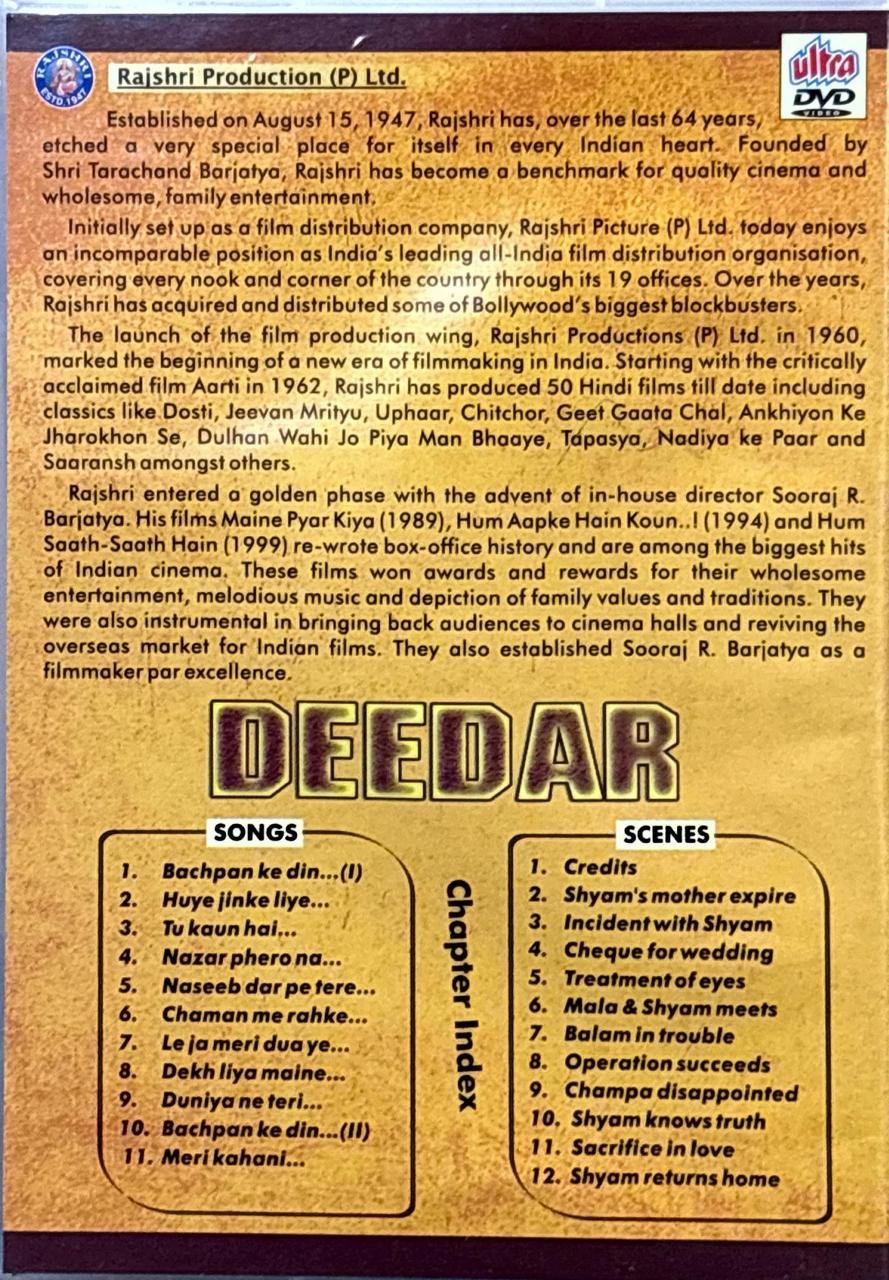 RAJSHRI
ESTD.1947
Rajshri Production (P) Ltd.
ultra
DVD
VIDEO
Established on August 15, 1947, Rajshri has, over the last 64 years,
etched a very special place for itself in every Indian heart. Founded by
Shri Tarachand Barjatya, Rajshri has become a benchmark for quality cinema and
wholesome, family entertainment.
Initially set up as a film distribution company, Rajshri Picture (P) Ltd. today enjoys
an incomparable position as India's leading all-India film distribution organisation,
covering every nook and corner of the country through its 19 offices. Over the years,
Rajshri has acquired and distributed some of Bollywood's biggest blockbusters.
The launch of the film production wing, Rajshri Productions (P) Ltd. in 1960,
marked the beginning of a new era of filmmaking in India. Starting with the critically
acclaimed film Aarti in 1962, Rajshri has produced 50 Hindi films till date including
classics like Dosti, Jeevan Mrityu, Uphaar, Chitchor, Geet Gaata Chal, Ankhiyon Ke
Jharokhon Se, Dulhan Wahi Jo Piya Man Bhaaye, Tapasya, Nadiya ke Paar and
Saaransh amongst others.
Rajshri entered a golden phase with the advent of in-house director Sooraj R.
Barjatya. His films Maine Pyar Kiya (1989), Hum Aapke Hain Koun..! (1994) and Hum
Saath-Saath Hain (1999) re-wrote box-office history and are among the biggest hits
of Indian cinema. These films won awards and rewards for their wholesome
entertainment, melodious music and depiction of family values and traditions. They
were also instrumental in bringing back audiences to cinema halls and reviving the
overseas market for Indian films. They also established Sooraj R. Barjatya as a
filmmaker par excellence.
DEEDAR
SONGS
1. Bachpan ke din...(I)
2. Huye jinke liye...
3. Tu kaun hai...
4. Nazar phero na...
5. Naseeb dar pe tere...
6. Chaman me rahke...
7. Le ja meri dua ye...
8. Dekh liya maine...
9. Duniya ne teri...
10. Bachpan ke din...(II)
11. Meri kahani...
Chapter Index
SCENES
1. Credits
2. Shyam's mother expire
3. Incident with Shyam
4. Cheque for wedding
5. Treatment of eyes
6. Mala & Shyam meets
7. Balam in trouble
8. Operation succeeds
9. Champa disappointed
10. Shyam knows truth
11. Sacrifice in love
12. Shyam returns home